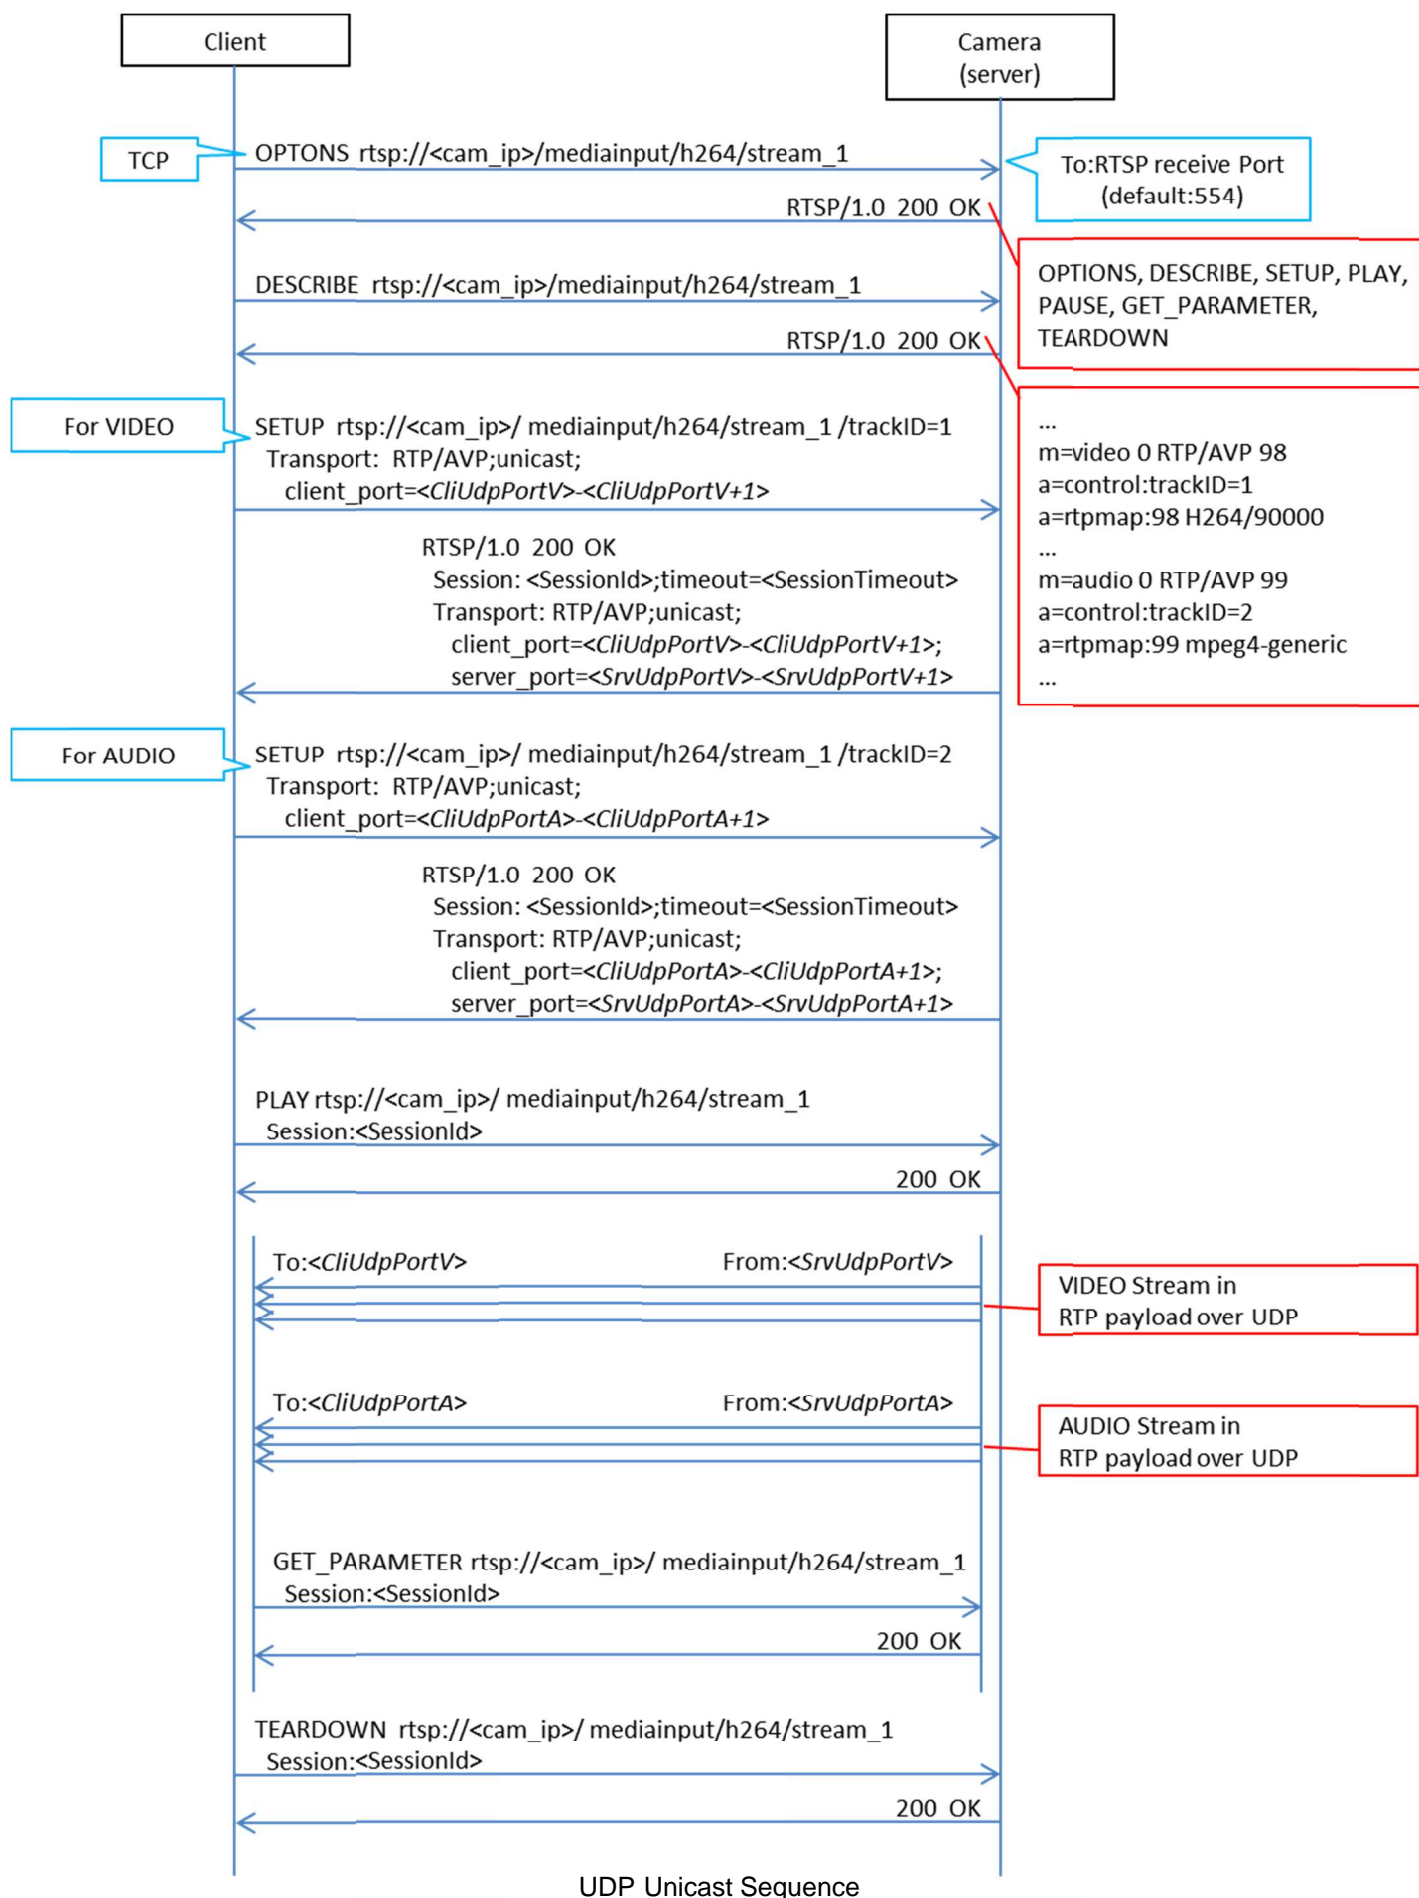 Client
Camera
(server)
TCP
OPTONS rtsp://<cam_ip>/mediainput/h264/stream_1
To:RTSP receive Port
(default:554)
RTSP/1.0 200 OK
OPTIONS, DESCRIBE, SETUP, PLAY,
PAUSE, GET_PARAMETER,
TEARDOWN
DESCRIBE rtsp://<cam_ip>/mediainput/h264/stream_1
RTSP/1.0 200 OK
...
m=video 0 RTP/AVP 98
a=control:trackID=1
a=rtpmap:98 H264/90000
...
m=audio 0 RTP/AVP 99
a=control:trackID=2
a=rtpmap:99 mpeg4-generic
...
For VIDEO
SETUP rtsp://<cam_ip>/ mediainput/h264/stream_1 /trackID=1
Transport: RTP/AVP;unicast;
client_port=<CliUdpPortV>-<CliUdpPortV+1>
RTSP/1.0 200 OK
Session: <SessionId>;timeout=<SessionTimeout>
Transport: RTP/AVP;unicast;
client_port=<CliUdpPortV>-<CliUdpPortV+1>;
server_port=<SrvUdpPortV>-<SrvUdpPortV+1>
For AUDIO
SETUP rtsp://<cam_ip>/ mediainput/h264/stream_1 /trackID=2
Transport: RTP/AVP;unicast;
client_port=<CliUdpPortA>-<CliUdpPortA+1>
RTSP/1.0 200 OK
Session: <SessionId>;timeout=<SessionTimeout>
Transport: RTP/AVP;unicast;
client_port=<CliUdpPortA>-<CliUdpPortA+1>;
server_port=<SrvUdpPortA>-<SrvUdpPortA+1>
PLAY rtsp://<cam_ip>/ mediainput/h264/stream_1
Session:<SessionId>
200 OK
To:<CliUdpPortV>
From:<SrvUdpPortV>
VIDEO Stream in
RTP payload over UDP
To:<CliUdpPortA>
From:<SrvUdpPortA>
AUDIO Stream in
RTP payload over UDP
GET_PARAMETER rtsp://<cam_ip>/ mediainput/h264/stream_1
Session:<SessionId>
200 OK
TEARDOWN rtsp://<cam_ip>/ mediainput/h264/stream_1
Session:<SessionId>
200 OK
UDP Unicast Sequence